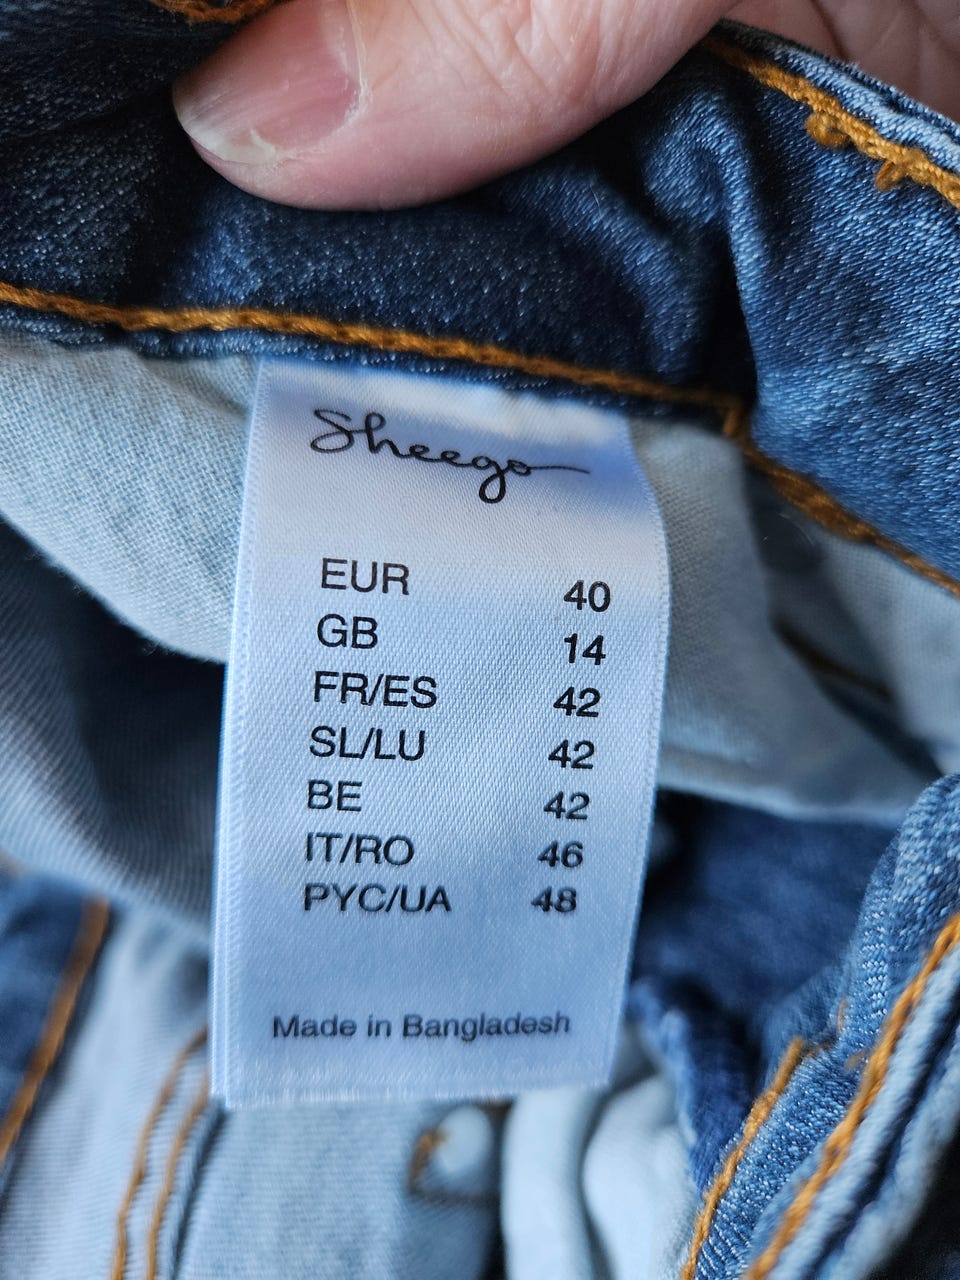 Sheego
EUR 40
GB 14
FR/ES 42
SL/LU 42
BE 42
IT/RO 46
PYC/UA 48
Made in Bangladesh